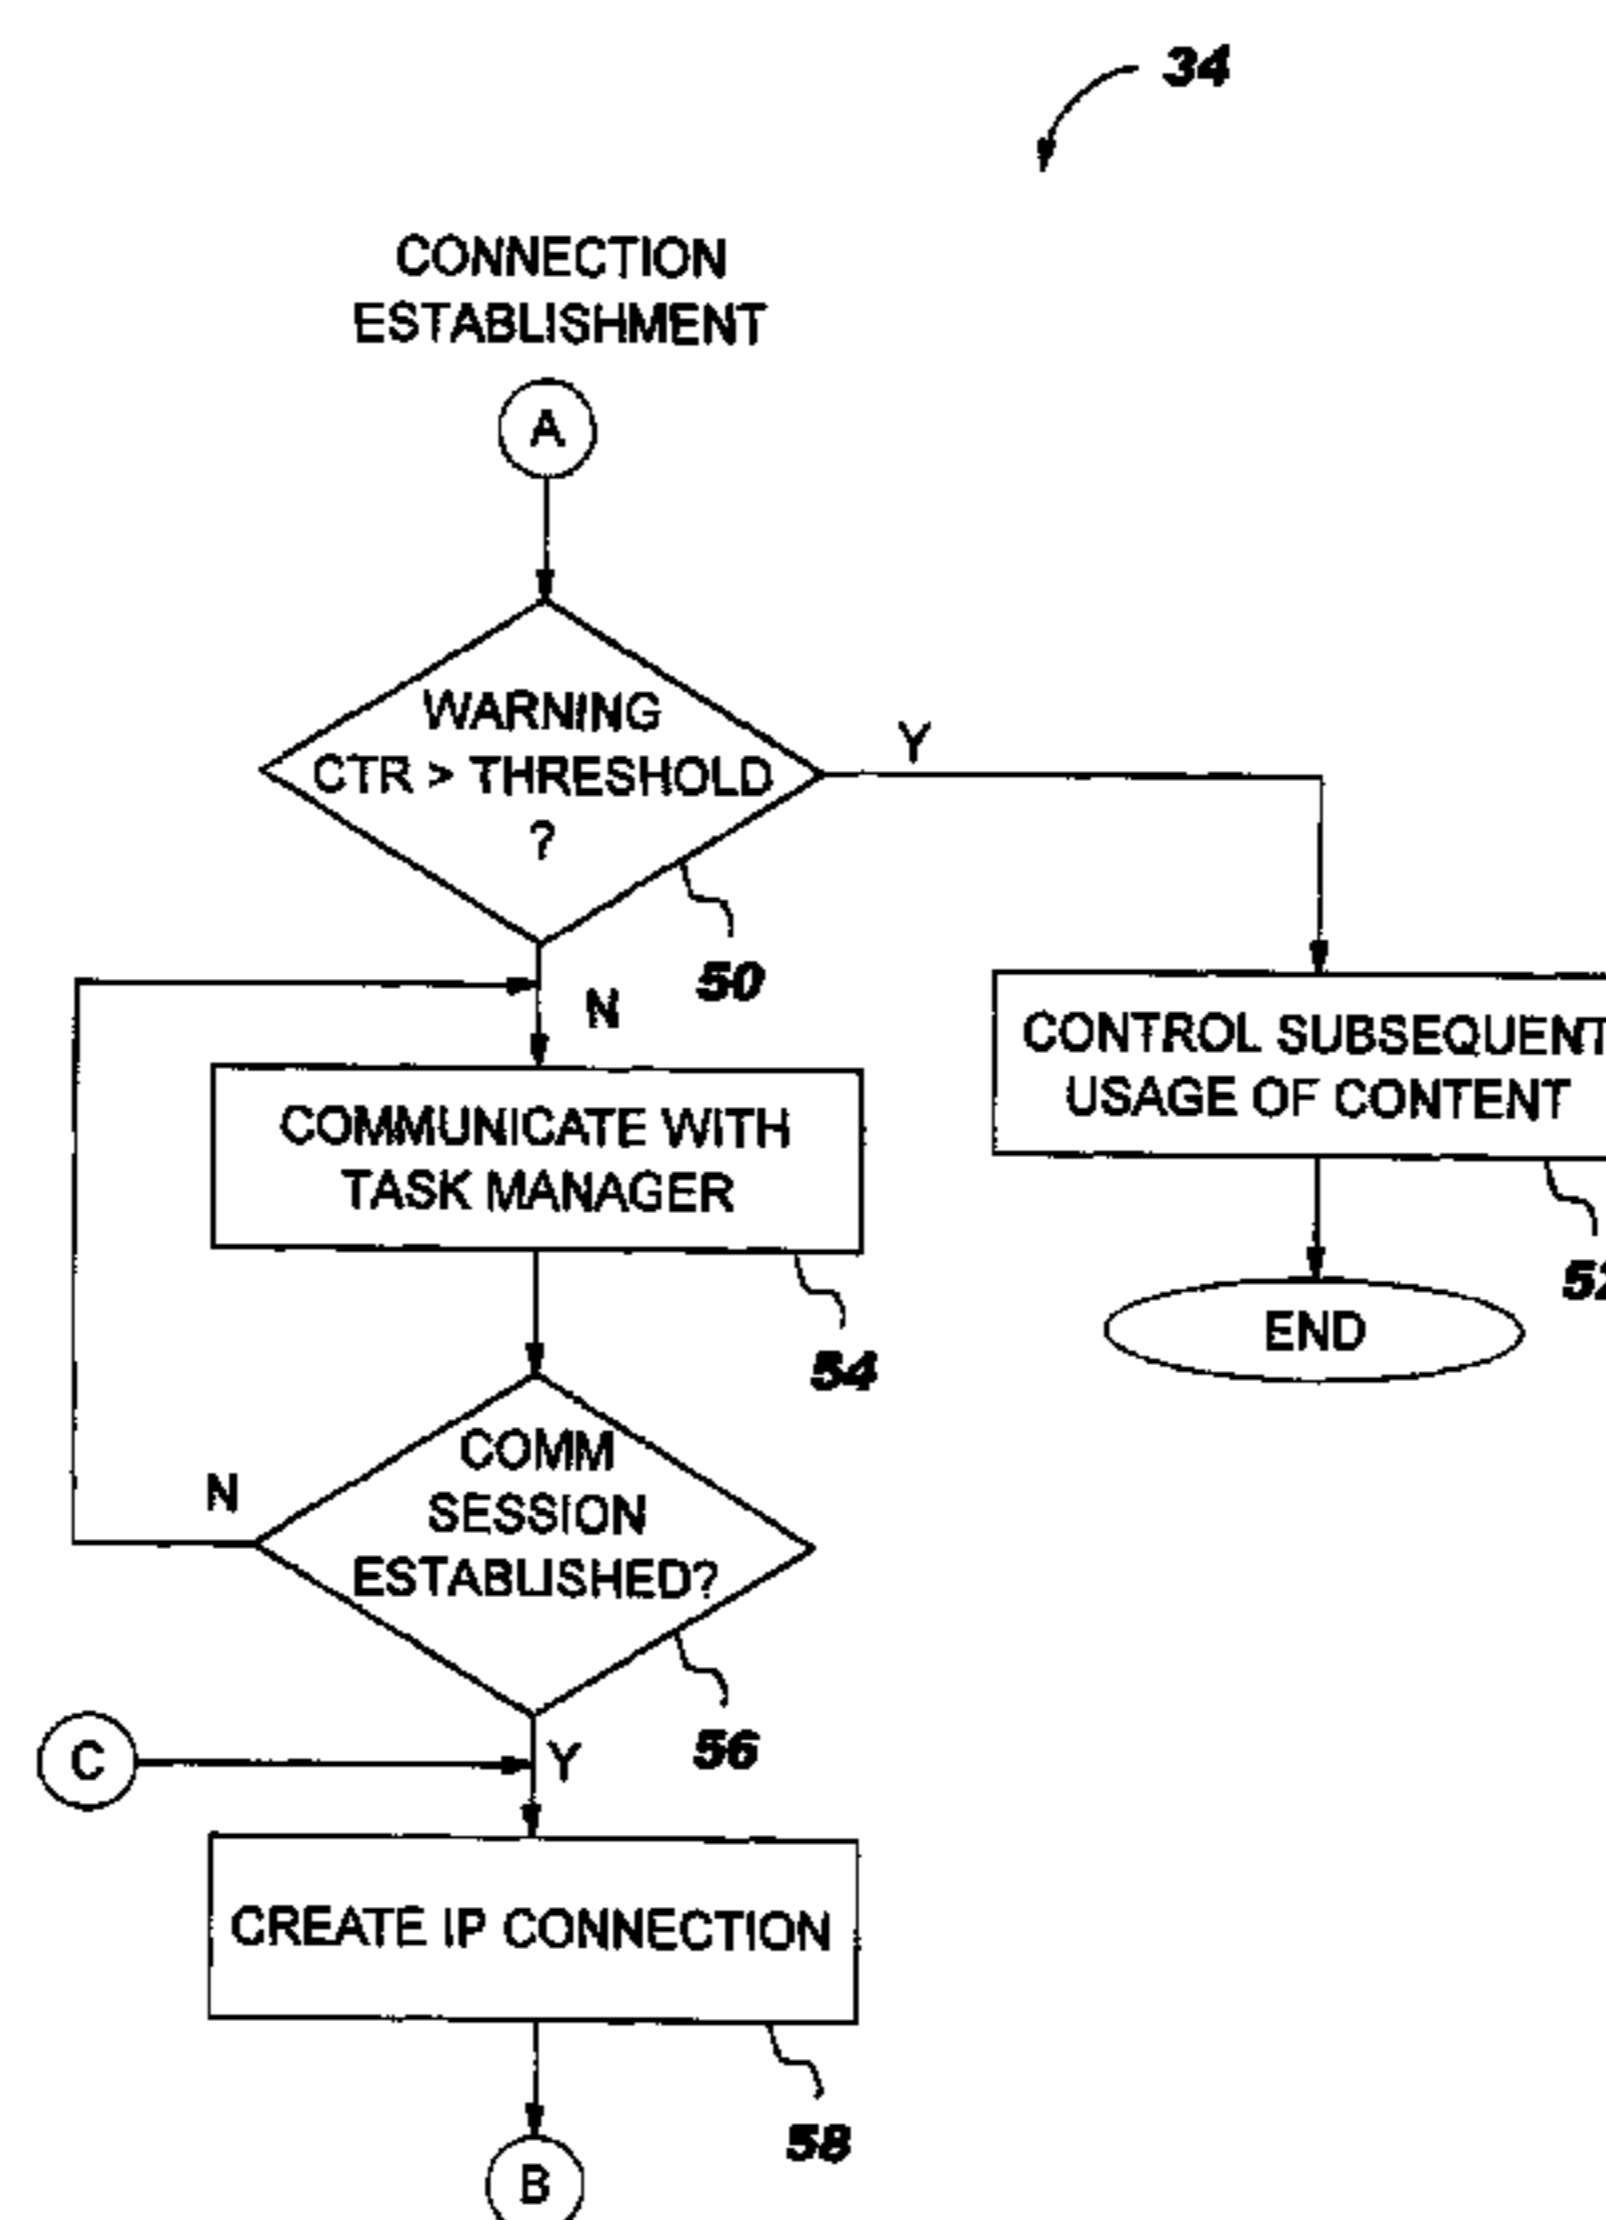 34
CONNECTION
ESTABLISHMENT
A
WARNING
CTR > THRESHOLD
?
Y
50
N
CONTROL SUBSEQUENT
USAGE OF CONTENT
COMMUNICATE WITH
TASK MANAGER
52
END
54
COMM
SESSION
ESTABLISHED?
N
56
C
Y
CREATE IP CONNECTION
58
B